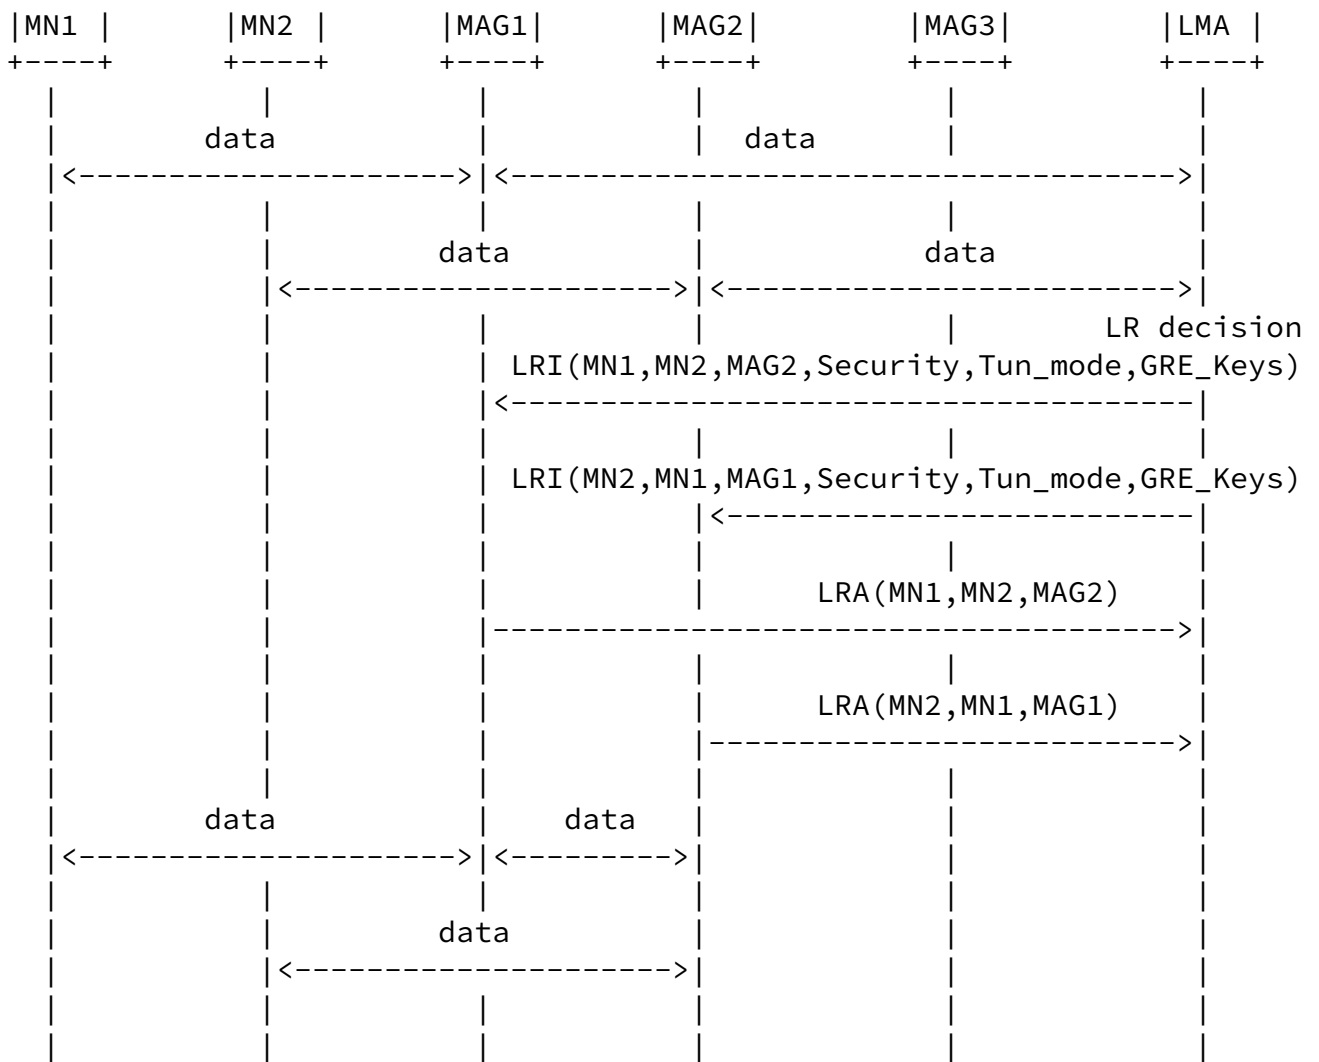 |MN1 | |MN2 | |MAG1| |MAG2| |MAG3| |LMA |
data data
data data
LR decision
LRI(MN1,MN2,MAG2,Security,Tun_mode,GRE_Keys)
LRI(MN2,MN1,MAG1,Security,Tun_mode,GRE_Keys)
LRA(MN1,MN2,MAG2)
LRA(MN2,MN1,MAG1)
data data
data